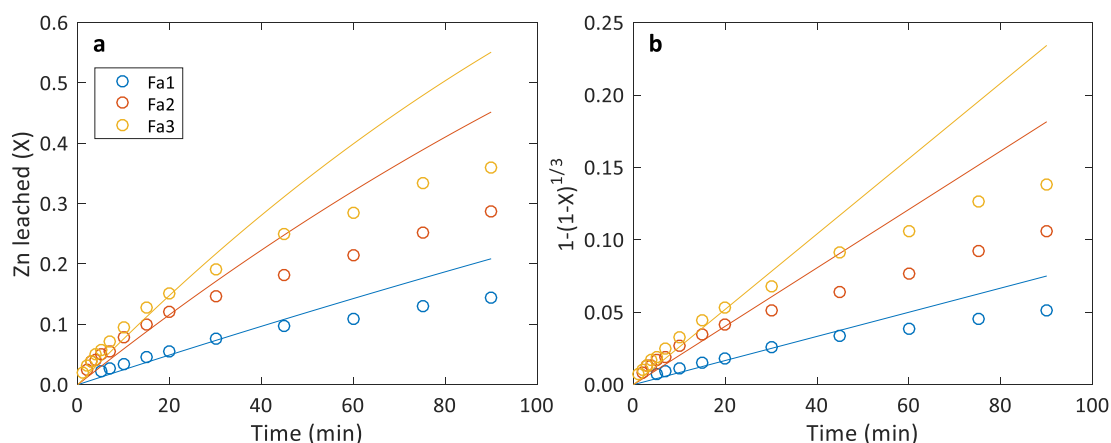 a
Zn leached (X)
0.6
0.5
0.4
0.3
0.2
0.1
0.0
Fa1
Fa2
Fa3
0 20 40 60 80 100
Time (min)
b
1-(1-X)^{1/3}
0.25
0.20
0.15
0.10
0.05
0.00
0 20 40 60 80 100
Time (min)